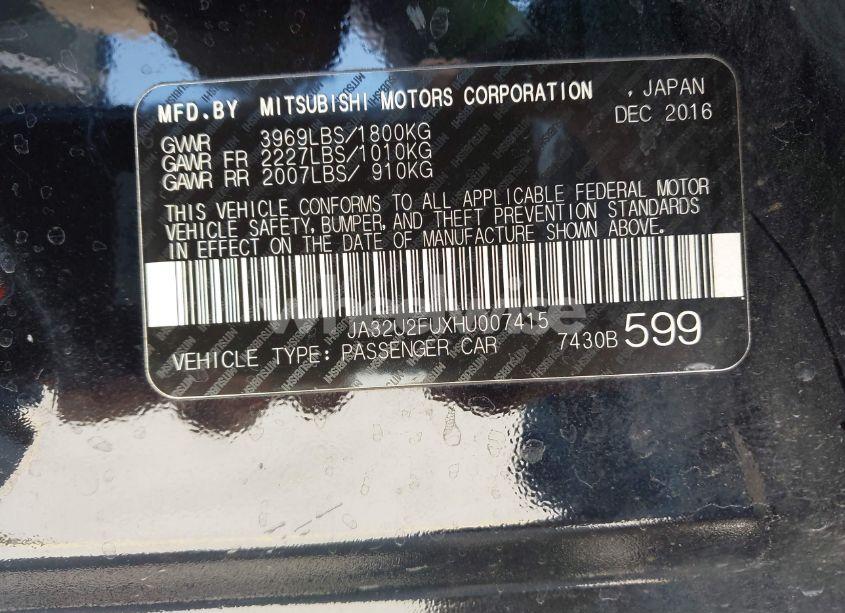 MFD.BY MITSUBISHI MOTORS CORPORATION , JAPAN
DEC 2016
GVWR 3969LBS/1800KG
GAWR FR 2227LBS/1010KG
GAWR RR 2007LBS/ 910KG
THIS VEHICLE CONFORMS TO ALL APPLICABLE FEDERAL MOTOR
VEHICLE SAFETY, BUMPER, AND THEFT PREVENTION STANDARDS
IN EFFECT ON THE DATE OF MANUFACTURE SHOWN ABOVE.
wheelwise
JA32U2FUXHU007415
VEHICLE TYPE: PASSENGER CAR 7430B 599